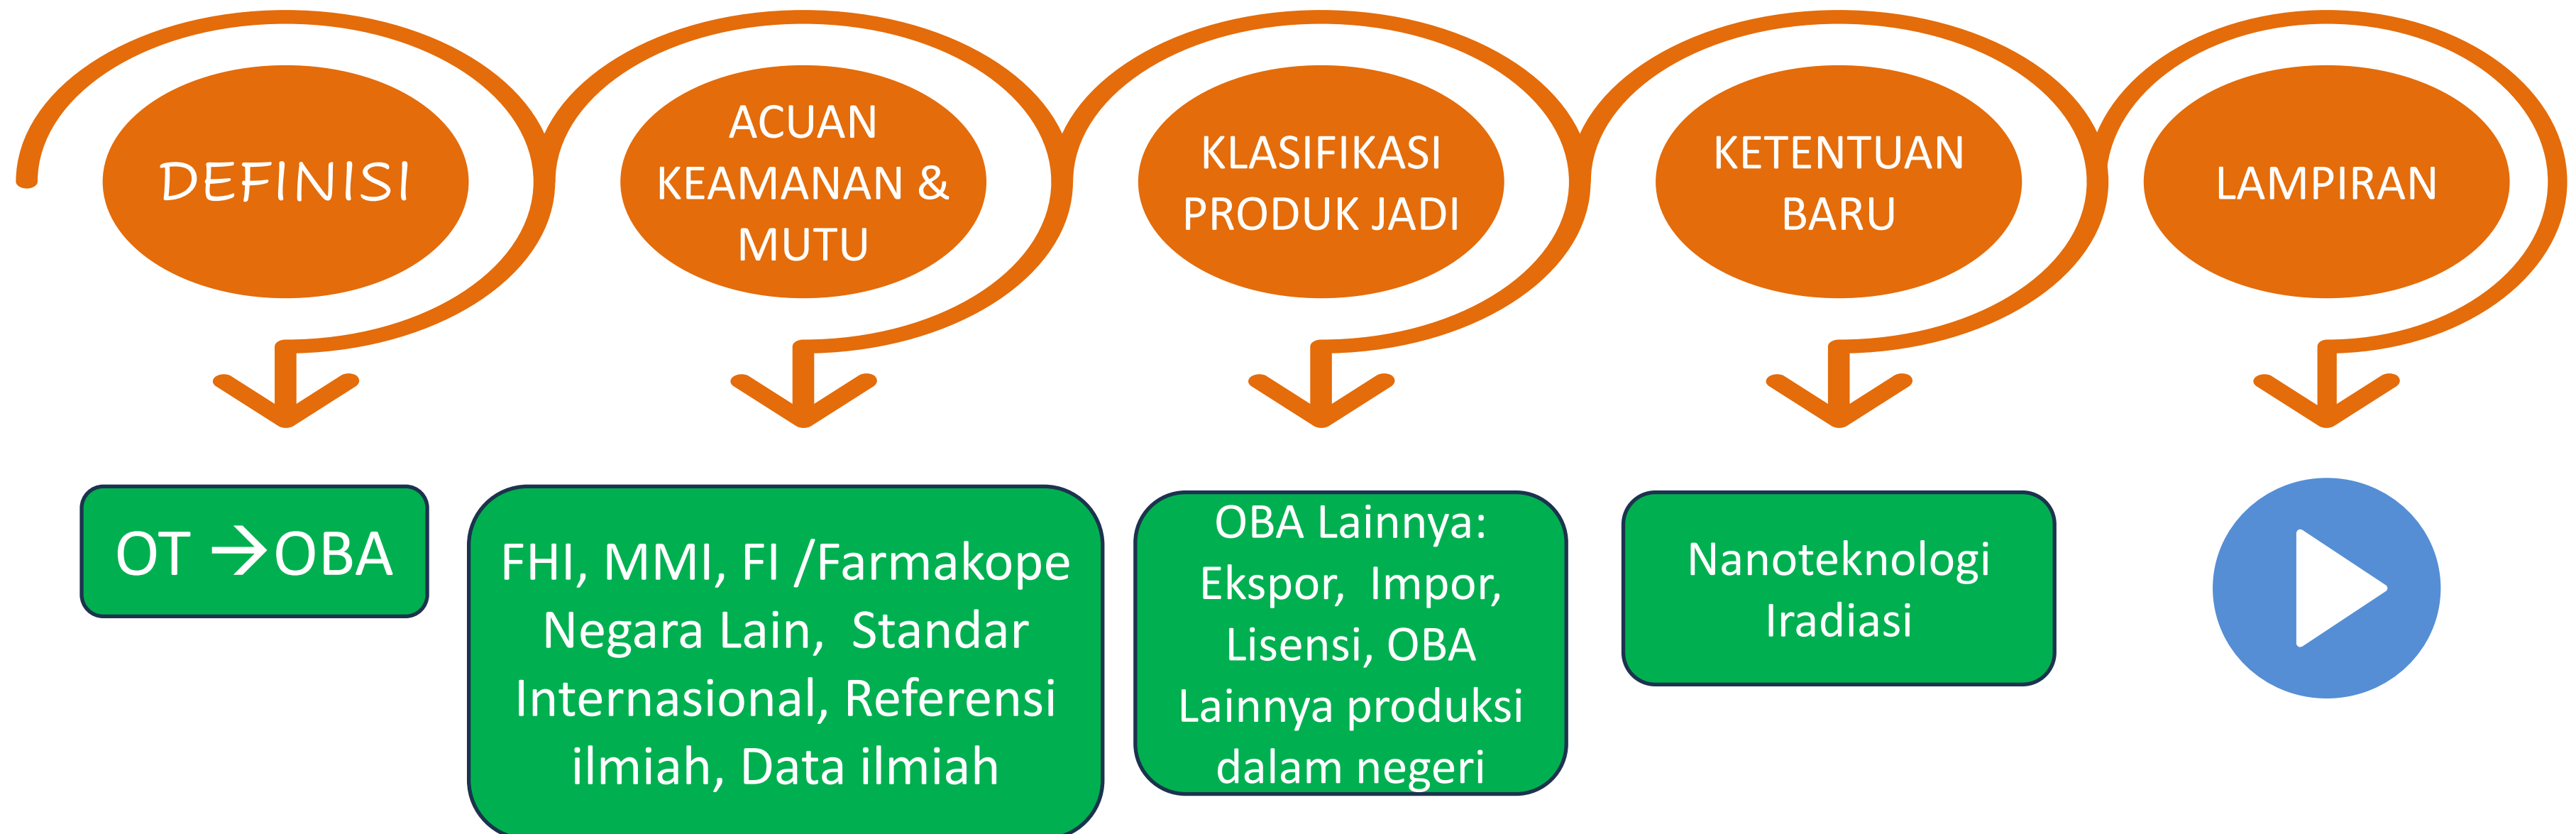 DEFINISI
ACUAN
KEAMANAN &
MUTU
KLASIFIKASI
PRODUK JADI
KETENTUAN
BARU
LAMPIRAN
OT →OBA
FHI, MMI, FI /Farmakope
Negara Lain, Standar
Internasional, Referensi
ilmiah, Data ilmiah
OBA Lainnya:
Ekspor, Impor,
Lisensi, OBA
Lainnya produksi
dalam negeri
Nanoteknologi
Iradiasi